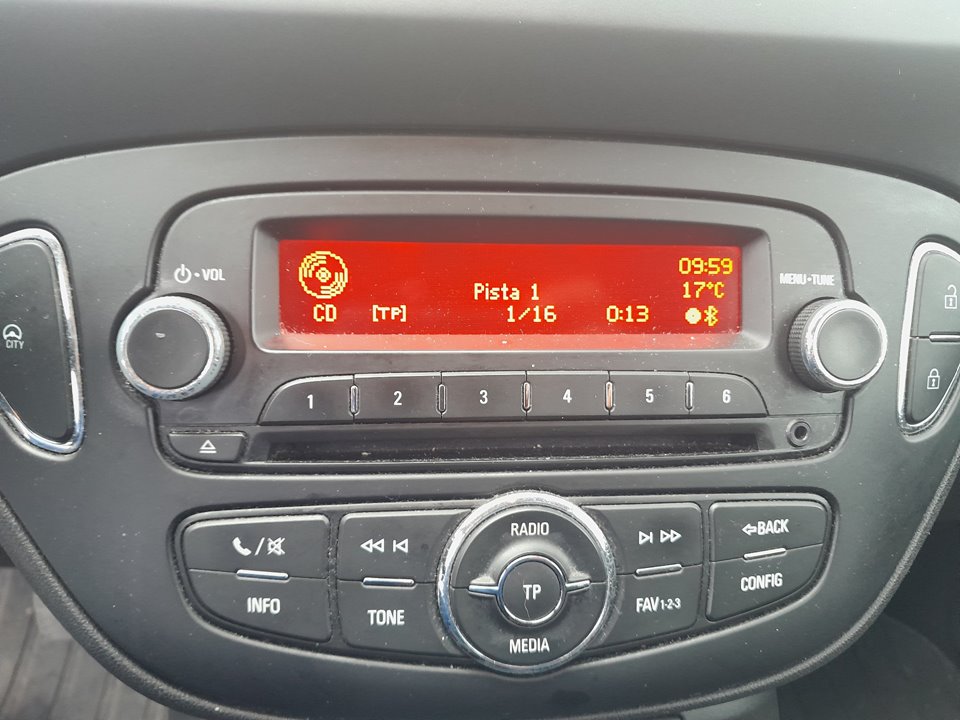 09:59
17°C
Pista 1
CD [TP] 1/16 0:13
VOL
MENU•TUNE
CITY
1 2 3 4 5 6
RADIO
BACK
TP
INFO
TONE
FAV1-2-3
CONFIG
MEDIA